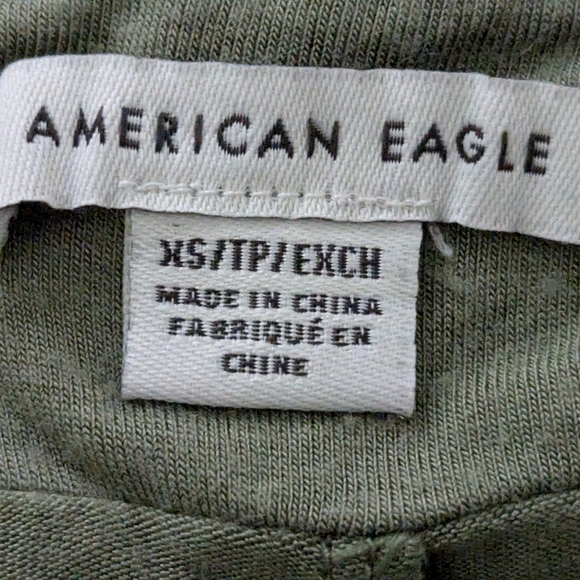 AMERICAN EAGLE
XS/TP/EXCH
MADE IN CHINA
FABRIQUÉ EN
CHINE